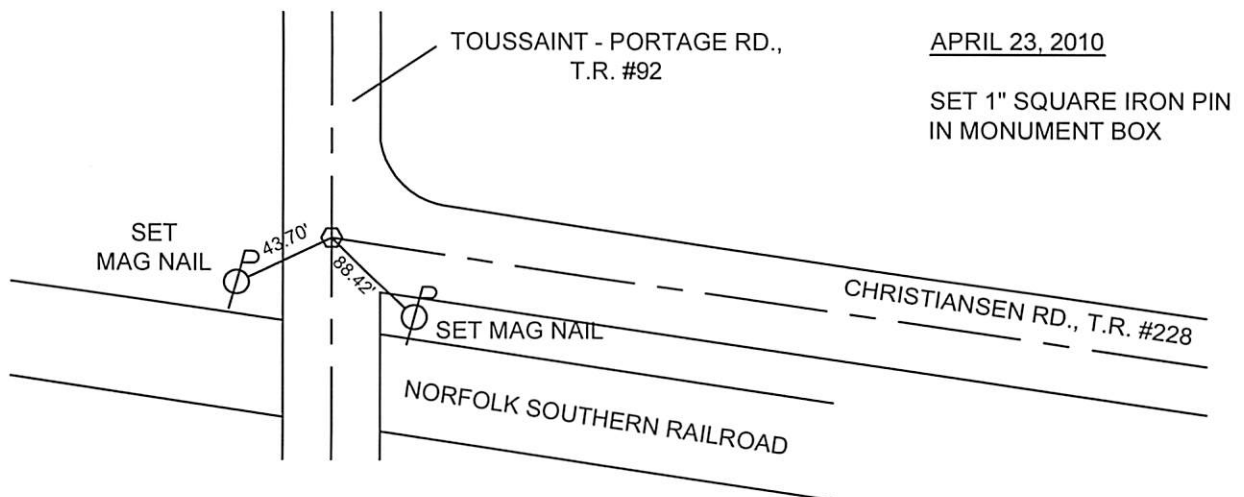 TOUSSAINT - PORTAGE RD.,
T.R. #92
APRIL 23, 2010
SET 1" SQUARE IRON PIN
IN MONUMENT BOX
SET
MAG NAIL
43.70'
88.42'
SET MAG NAIL
CHRISTIANSEN RD., T.R. #228
NORFOLK SOUTHERN RAILROAD